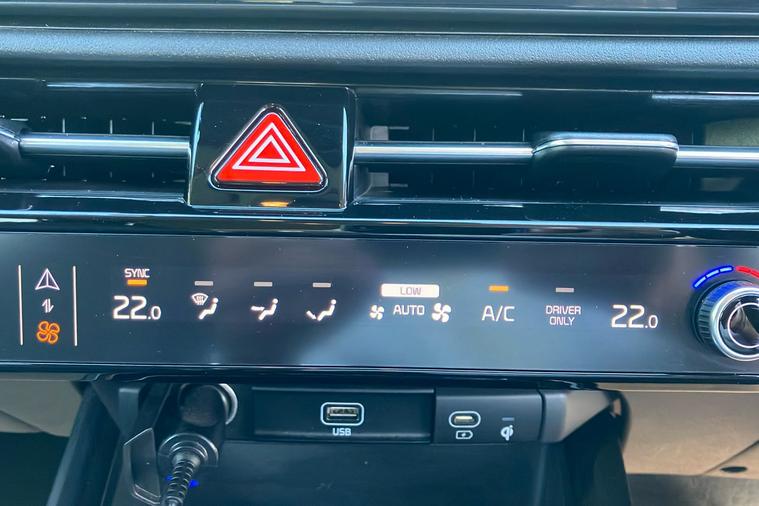 SYNC
22.0
LOW
AUTO
A/C
DRIVER
ONLY
22.0
USB